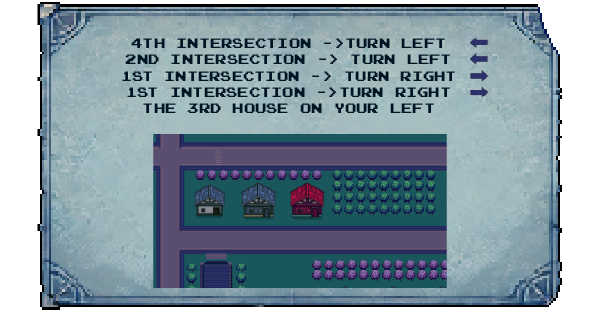 4TH INTERSECTION ->TURN LEFT ←
2ND INTERSECTION -> TURN LEFT ←
1ST INTERSECTION -> TURN RIGHT →
1ST INTERSECTION ->TURN RIGHT →
THE 3RD HOUSE ON YOUR LEFT